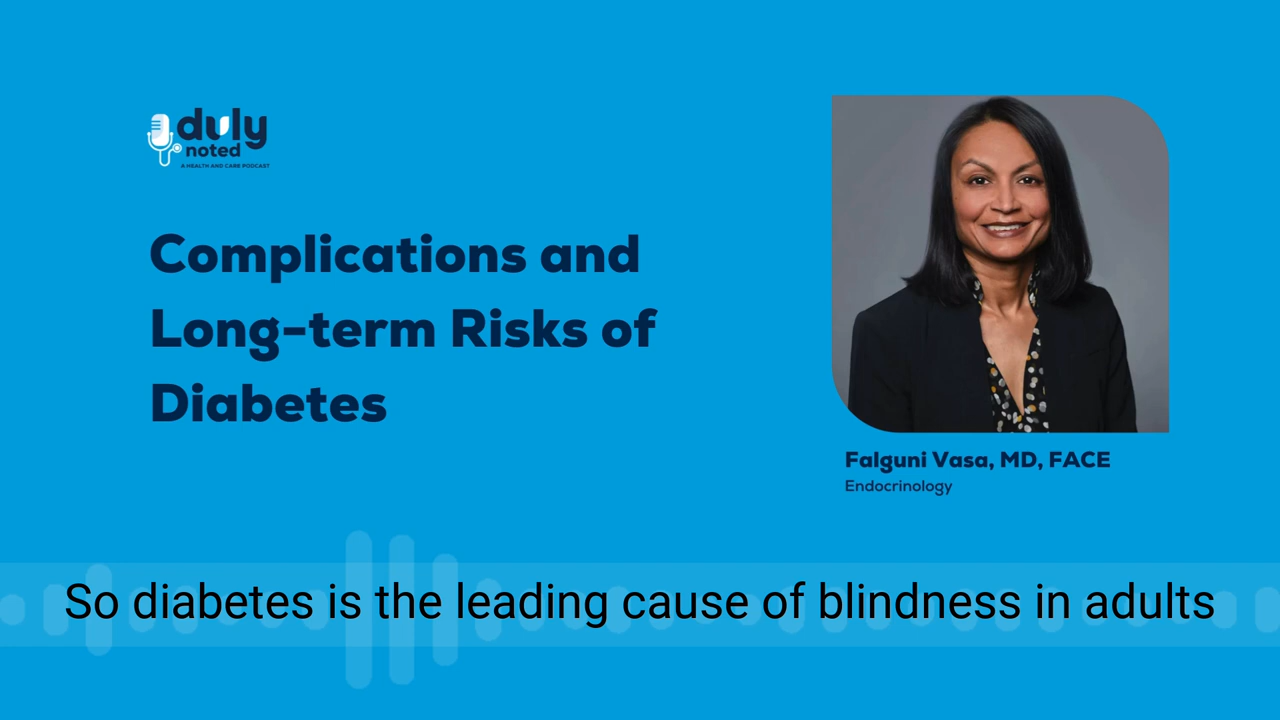 duly
noted
A HEALTH AND CARE PODCAST
Complications and
Long-term Risks of
Diabetes
Falguni Vasa, MD, FACE
Endocrinology
So diabetes is the leading cause of blindness in adults